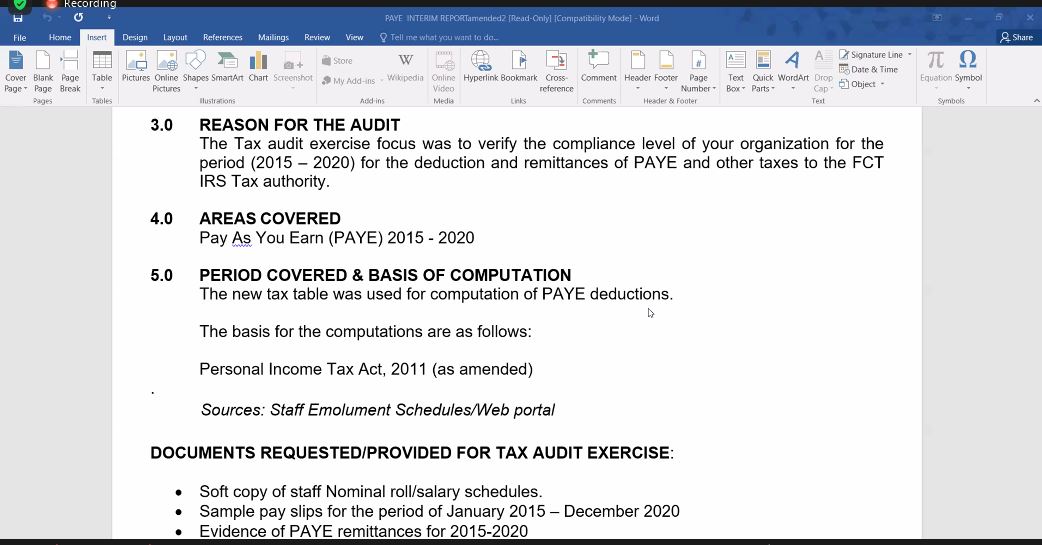 Recording
PAYE INTERIM REPORTamended2 [Read-Only] [Compatibility Mode] - Word
File Home Insert Design Layout References Mailings Review View Tell me what you want to do... Share
Cover Page Blank Page Page Break Table Pictures Online Pictures Shapes SmartArt Chart Screenshot Store My Add-ins Wikipedia Online Video Hyperlink Bookmark Cross-reference Comment Header Footer Page Number Text Box Quick Parts WordArt Drop Cap Signature Line Date & Time Object Equation Symbol
Pages Tables Illustrations Add-ins Media Links Comments Header & Footer Text Symbols
3.0 REASON FOR THE AUDIT
The Tax audit exercise focus was to verify the compliance level of your organization for the
period (2015 – 2020) for the deduction and remittances of PAYE and other taxes to the FCT
IRS Tax authority.
4.0 AREAS COVERED
Pay As You Earn (PAYE) 2015 - 2020
5.0 PERIOD COVERED & BASIS OF COMPUTATION
The new tax table was used for computation of PAYE deductions.
The basis for the computations are as follows:
Personal Income Tax Act, 2011 (as amended)
.
Sources: Staff Emolument Schedules/Web portal
DOCUMENTS REQUESTED/PROVIDED FOR TAX AUDIT EXERCISE:
• Soft copy of staff Nominal roll/salary schedules.
• Sample pay slips for the period of January 2015 – December 2020
• Evidence of PAYE remittances for 2015-2020